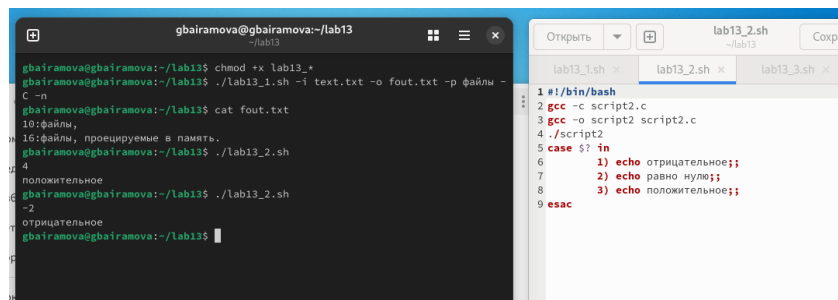 gbairamova@gbairamova:~/lab13
~/lab13
gbairamova@gbairamova:~/lab13$ chmod +x lab13_*
gbairamova@gbairamova:~/lab13$ ./lab13_1.sh -i text.txt -o fout.txt -p файлы -
C -n
gbairamova@gbairamova:~/lab13$ cat fout.txt
10:файлы,
16:файлы, проецируемые в память.
gbairamova@gbairamova:~/lab13$ ./lab13_2.sh
4
положительное
gbairamova@gbairamova:~/lab13$ ./lab13_2.sh
-2
отрицательное
gbairamova@gbairamova:~/lab13$
Открыть
lab13_2.sh
~/lab13
Сохр
lab13_1.sh ×
lab13_2.sh ×
lab13_3.sh ×
1 #!/bin/bash
2 gcc -c script2.c
3 gcc -o script2 script2.c
4 ./script2
5 case $? in
6 1) echo отрицательное;;
7 2) echo равно нулю;;
8 3) echo положительное;;
9 esac